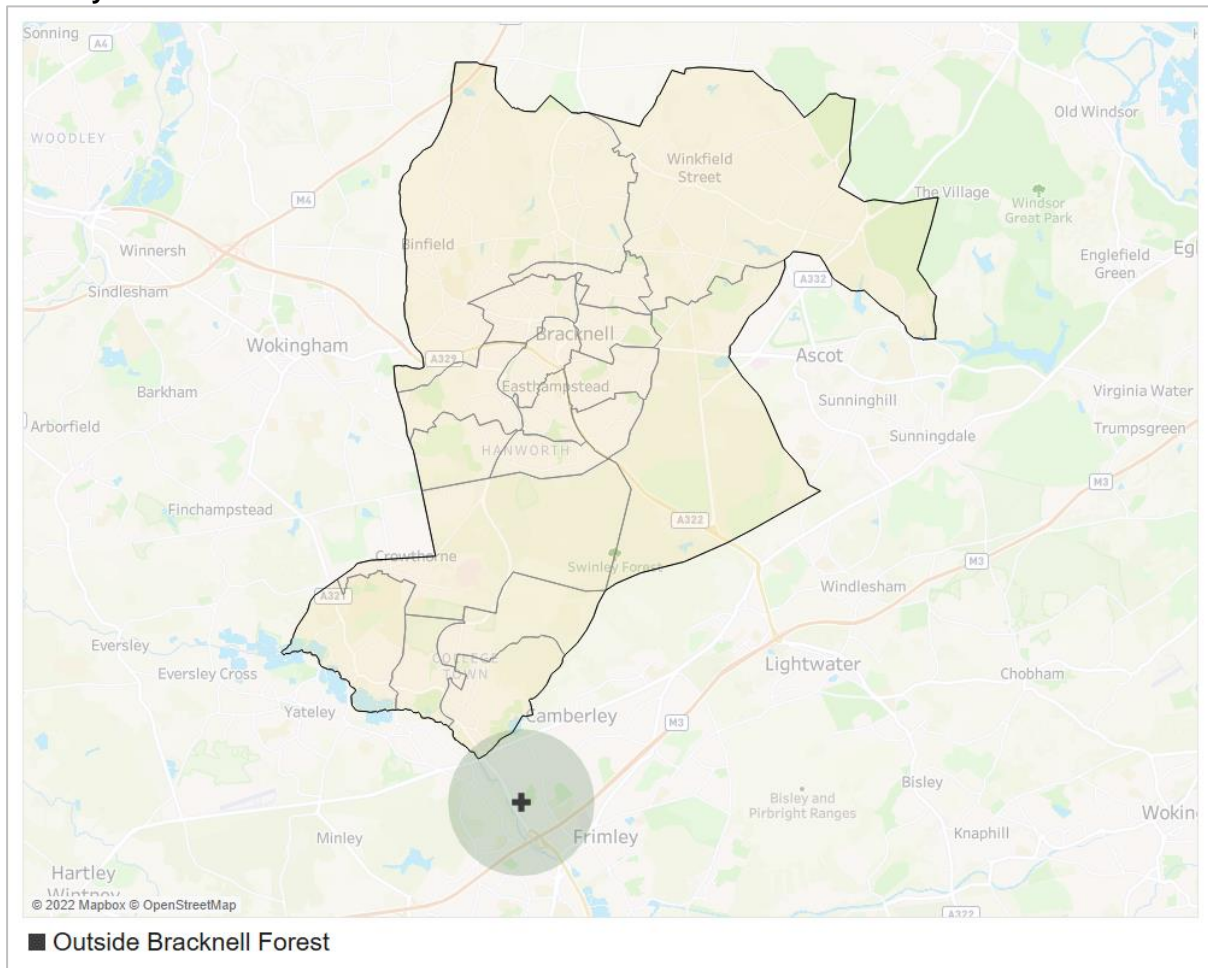 Sonning
A4
WOODLEY
Old Windsor
Winkfield
Street
The Village
M4
Windsor
Great Park
Winnersh
Binfield
Englefield
Green
Sindlesham
A332
Bracknell
Wokingham
A329
Ascot
Easthampstead
Barkham
Virginia Water
Sunninghill
Arborfield
Trumpsgreen
Sunningdale
HANWORTH
M3
Finchampstead
A322
Crowthorne
Swinley Forest
M3
Windlesham
A321
Eversley
COLLEGE
TOWN
Lightwater
Eversley Cross
Chobham
Yateley
Camberley
M3
Bisley
Bisley and
Pirbright Ranges
Minley
Frimley
Knaphill
Hartley
Wintney
© 2022 Mapbox © OpenStreetMap
A322
Outside Bracknell Forest